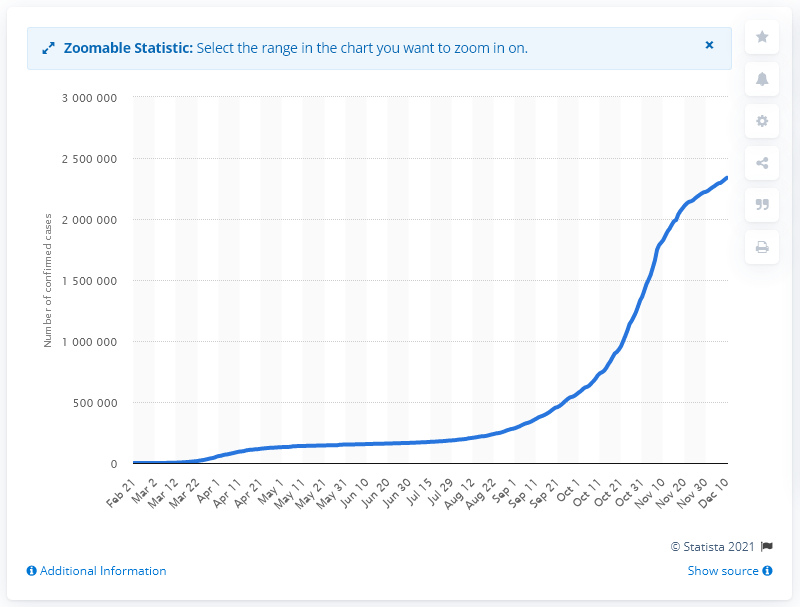 Zoomable Statistic: Select the range in the chart you want to zoom in on.
×
3 000 000
2 500 000
2 000 000
1 500 000
1 000 000
500 000
0
Number of confirmed cases
Feb 21
Mar 2
Mar 12
Mar 22
Apr 1
Apr 11
Apr 21
May 1
May 11
May 21
May 31
Jun 10
Jun 20
Jun 30
Jul 15
Jul 29
Aug 12
Aug 22
Sep 1
Sep 11
Sep 21
Oct 1
Oct 11
Oct 21
Oct 31
Nov 10
Nov 20
Nov 30
Dec 10
© Statista 2021
Additional Information
Show source